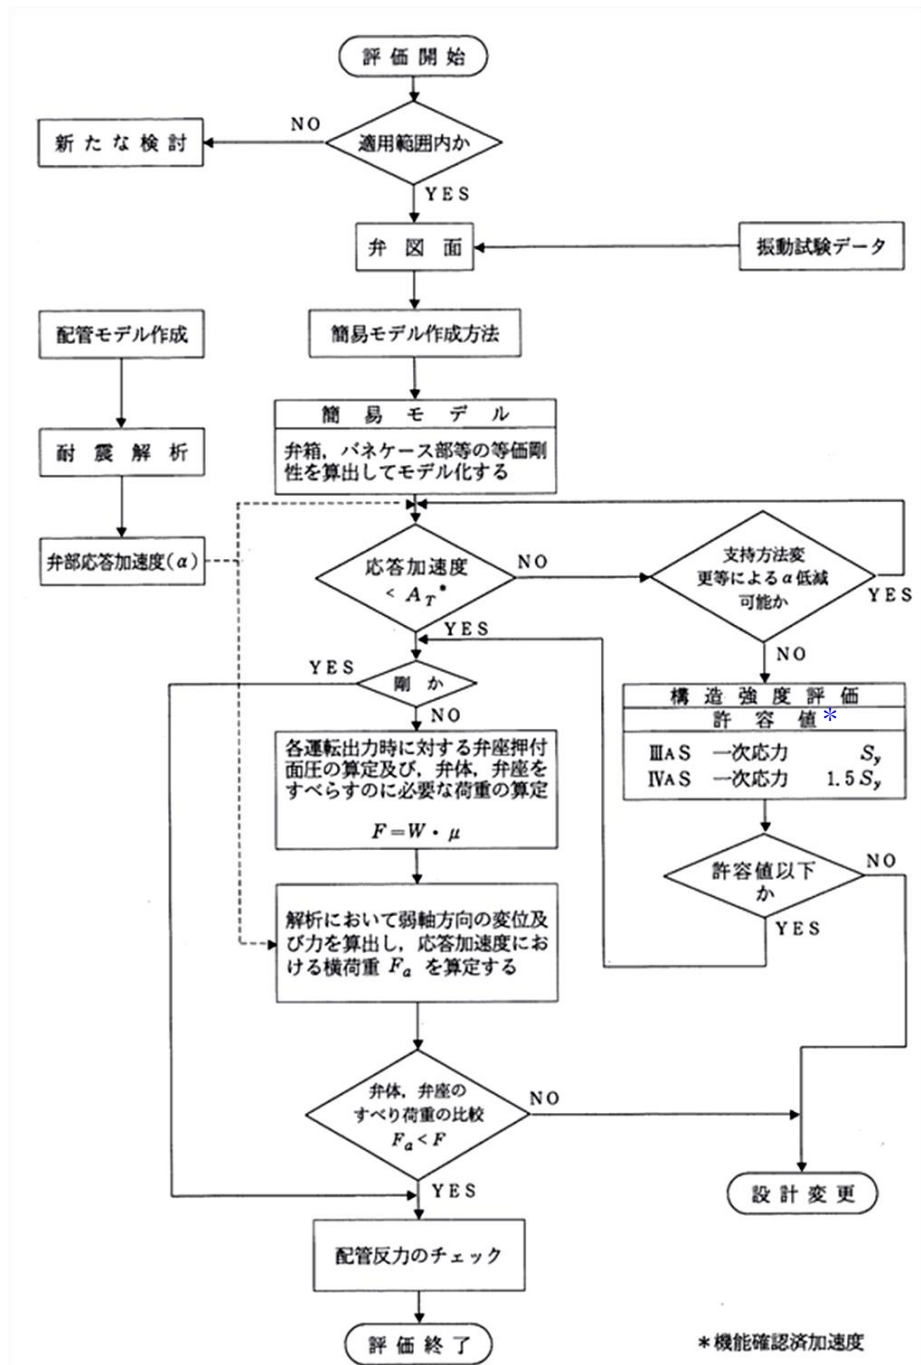 評価開始
適用範囲内か
NO
新たな検討
YES
弁図面
振動試験データ
配管モデル作成
簡易モデル作成方法
簡易モデル
弁箱，バネケース部等の等価剛
性を算出してモデル化する
耐震解析
弁部応答加速度(α)
応答加速度
< A_T*
NO
支持方法変
更等によるα低減
可能か
YES
YES
NO
剛か
YES
NO
構造強度評価
許容値*
ⅢAS 一次応力 S_y
ⅣAS 一次応力 1.5 S_y
各運転出力時に対する弁座押付
面圧の算定及び，弁体，弁座を
すべらすのに必要な荷重の算定
F＝W・μ
許容値以下
か
NO
YES
解析において弱軸方向の変位及
び力を算出し，応答加速度にお
ける横荷重 F_a を算定する
弁体，弁座の
すべり荷重の比較
F_a < F
NO
YES
設計変更
配管反力のチェック
評価終了
*機能確認済加速度